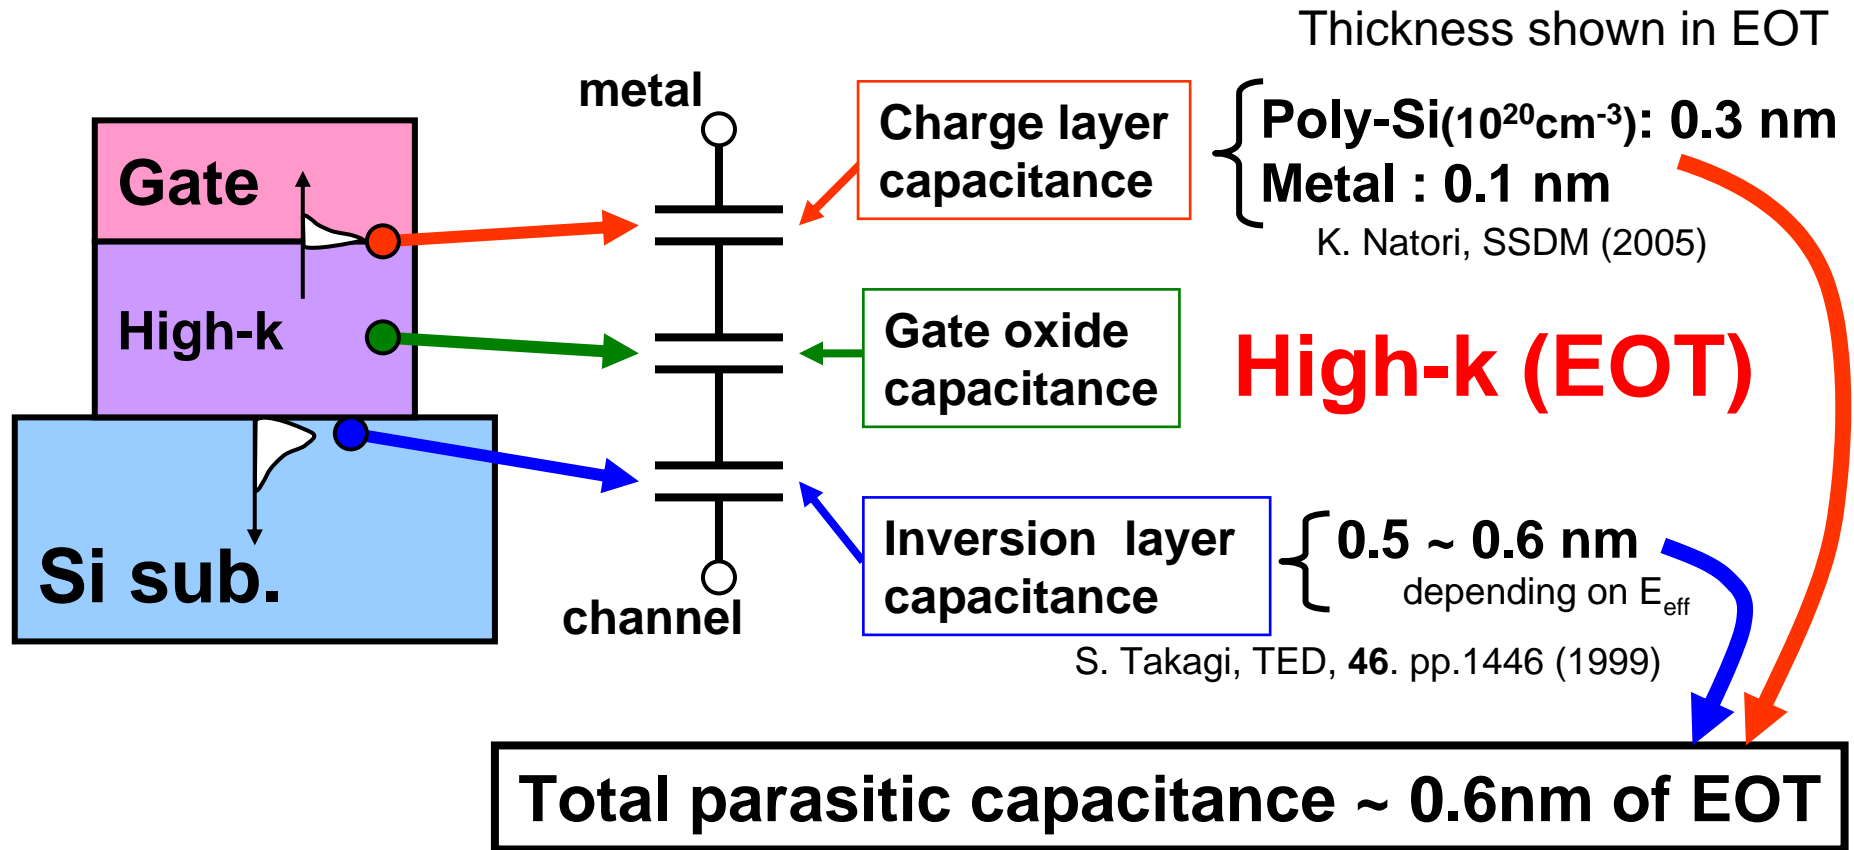 Thickness shown in EOT
metal
Charge layer
capacitance
Poly-Si(10²⁰cm⁻³): 0.3 nm
Metal : 0.1 nm
K. Natori, SSDM (2005)
Gate
High-k
Gate oxide
capacitance
High-k (EOT)
Si sub.
channel
Inversion layer
capacitance
0.5 ~ 0.6 nm
depending on E_eff
S. Takagi, TED, 46. pp.1446 (1999)
Total parasitic capacitance ~ 0.6nm of EOT